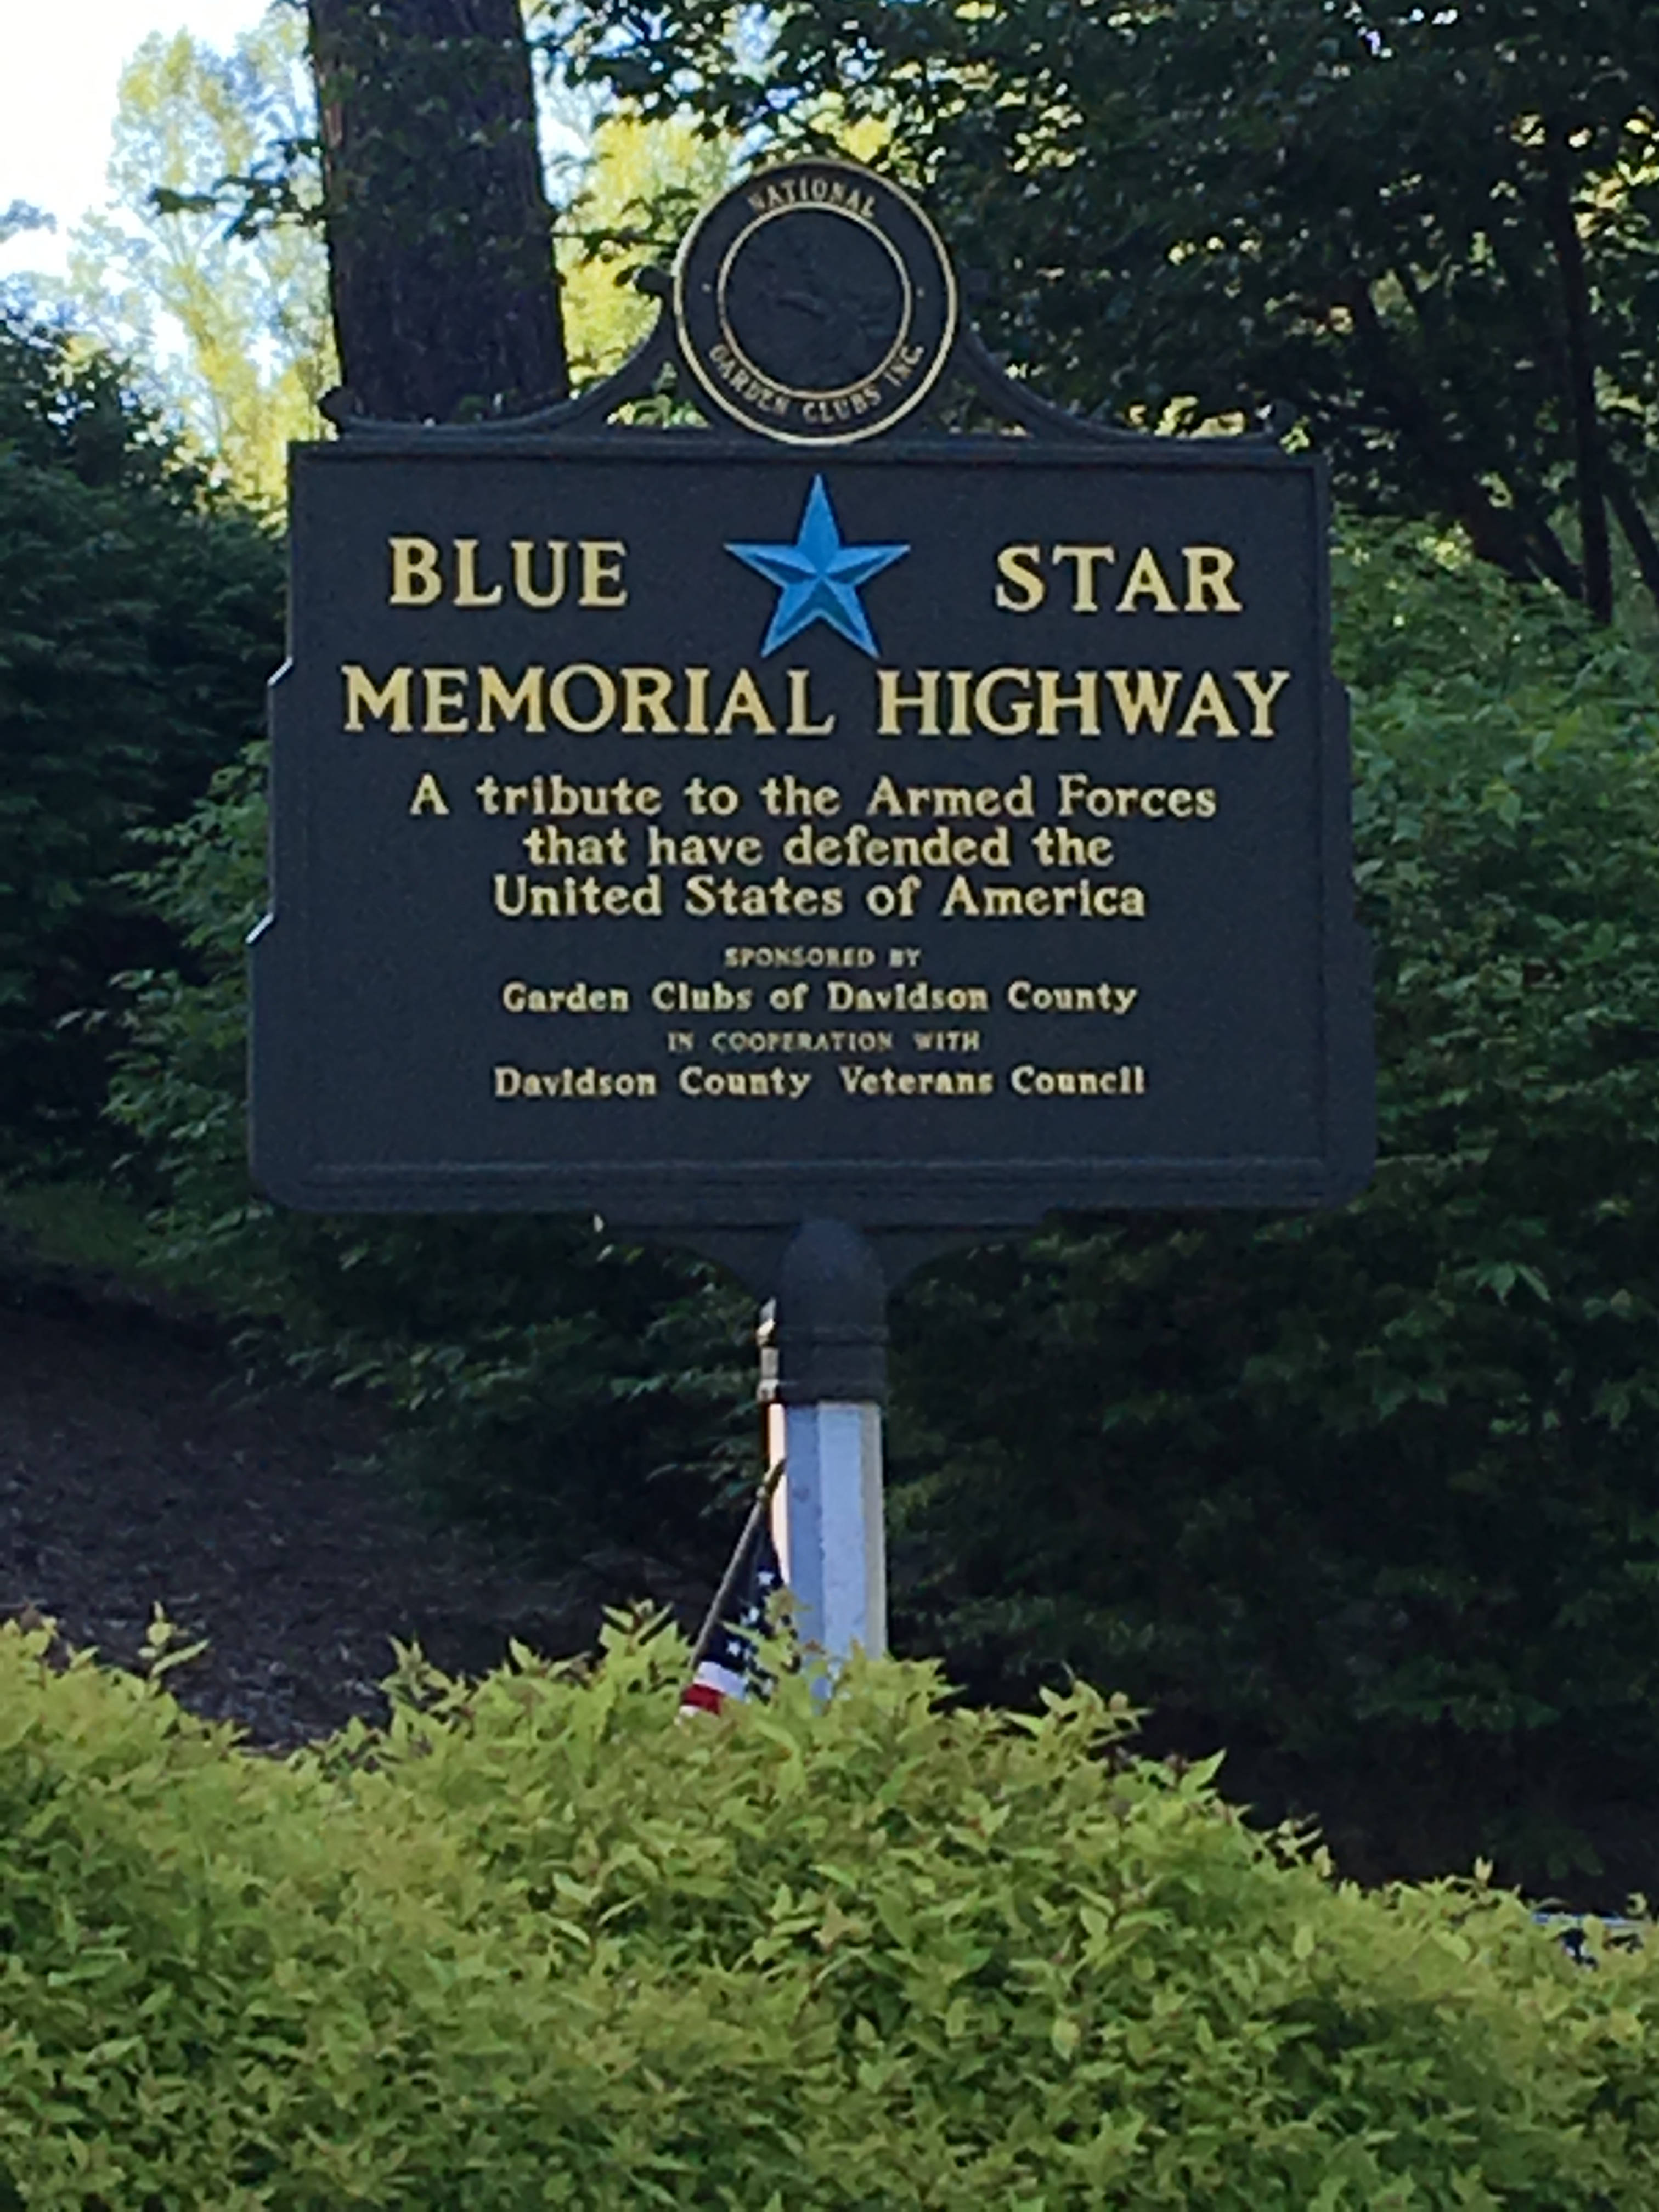 NATIONAL
GARDEN CLUBS INC.
BLUE STAR
MEMORIAL HIGHWAY
A tribute to the Armed Forces
that have defended the
United States of America
SPONSORED BY
Garden Clubs of Davidson County
IN COOPERATION WITH
Davidson County Veterans Council